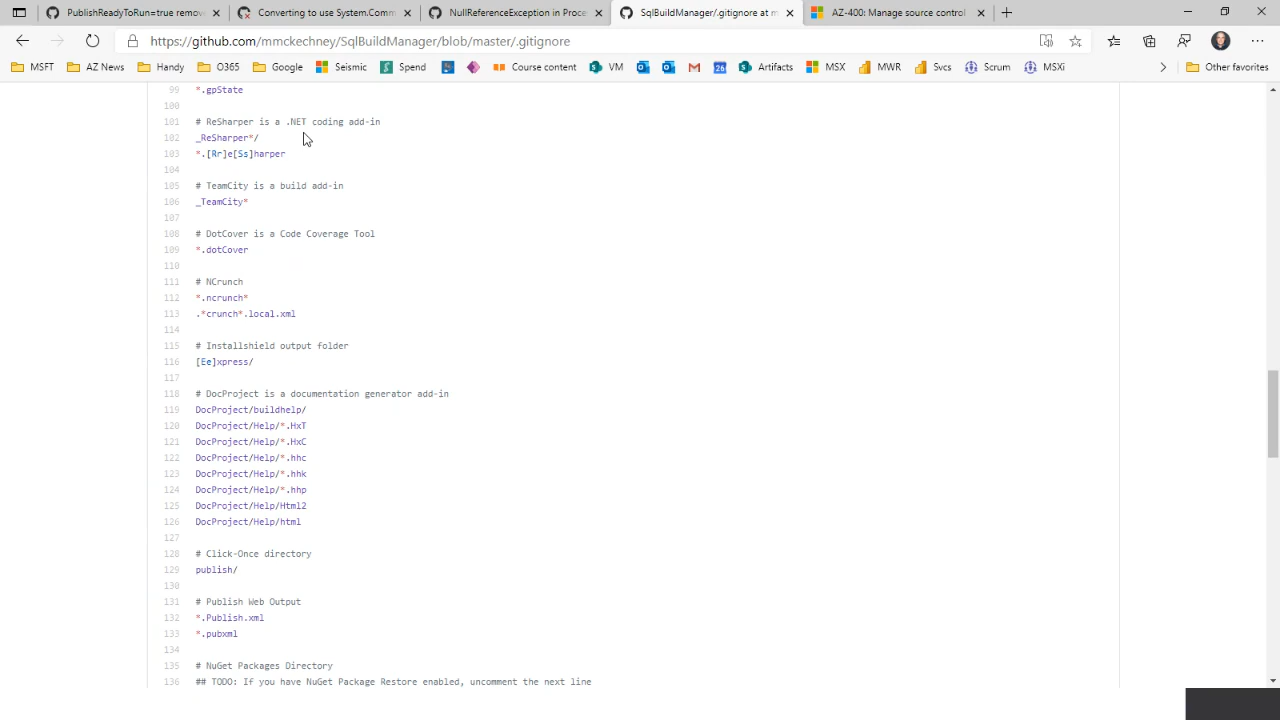 PublishReadyToRun=true remove
Converting to use System.Comm
NullReferenceException in Proce
SqlBuildManager/.gitignore at m
AZ-400: Manage source control
https://github.com/mmckechney/SqlBuildManager/blob/master/.gitignore
MSFT
AZ News
Handy
O365
Google
Seismic
Spend
Course content
VM
26
Artifacts
MSX
MWR
Svcs
Scrum
MSXi
Other favorites
99 *.gpState
100
101 # ReSharper is a .NET coding add-in
102 _ReSharper*/
103 *.[Rr]e[Ss]harper
104
105 # TeamCity is a build add-in
106 _TeamCity*
107
108 # DotCover is a Code Coverage Tool
109 *.dotCover
110
111 # NCrunch
112 *.ncrunch*
113 .*crunch*.local.xml
114
115 # Installshield output folder
116 [Ee]xpress/
117
118 # DocProject is a documentation generator add-in
119 DocProject/buildhelp/
120 DocProject/Help/*.HxT
121 DocProject/Help/*.HxC
122 DocProject/Help/*.hhc
123 DocProject/Help/*.hhk
124 DocProject/Help/*.hhp
125 DocProject/Help/Html2
126 DocProject/Help/html
127
128 # Click-Once directory
129 publish/
130
131 # Publish Web Output
132 *.Publish.xml
133 *.pubxml
134
135 # NuGet Packages Directory
136 ## TODO: If you have NuGet Package Restore enabled, uncomment the next line